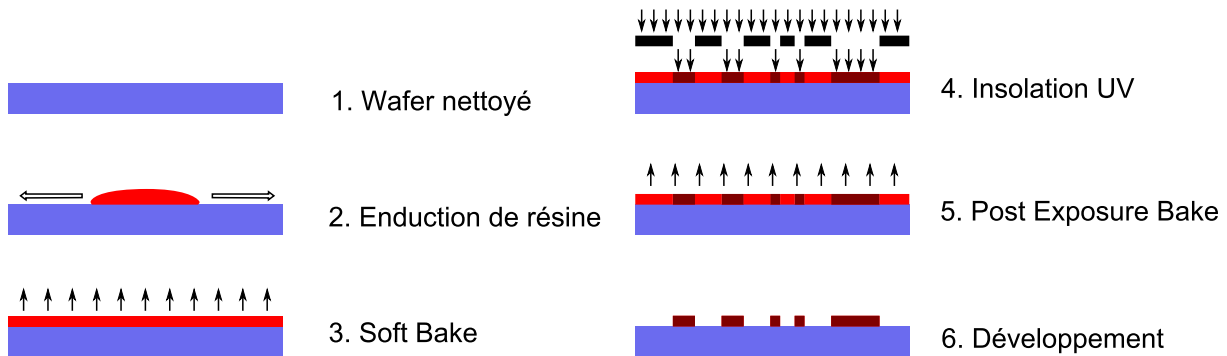 1. Wafer nettoyé
2. Enduction de résine
3. Soft Bake
4. Insolation UV
5. Post Exposure Bake
6. Développement